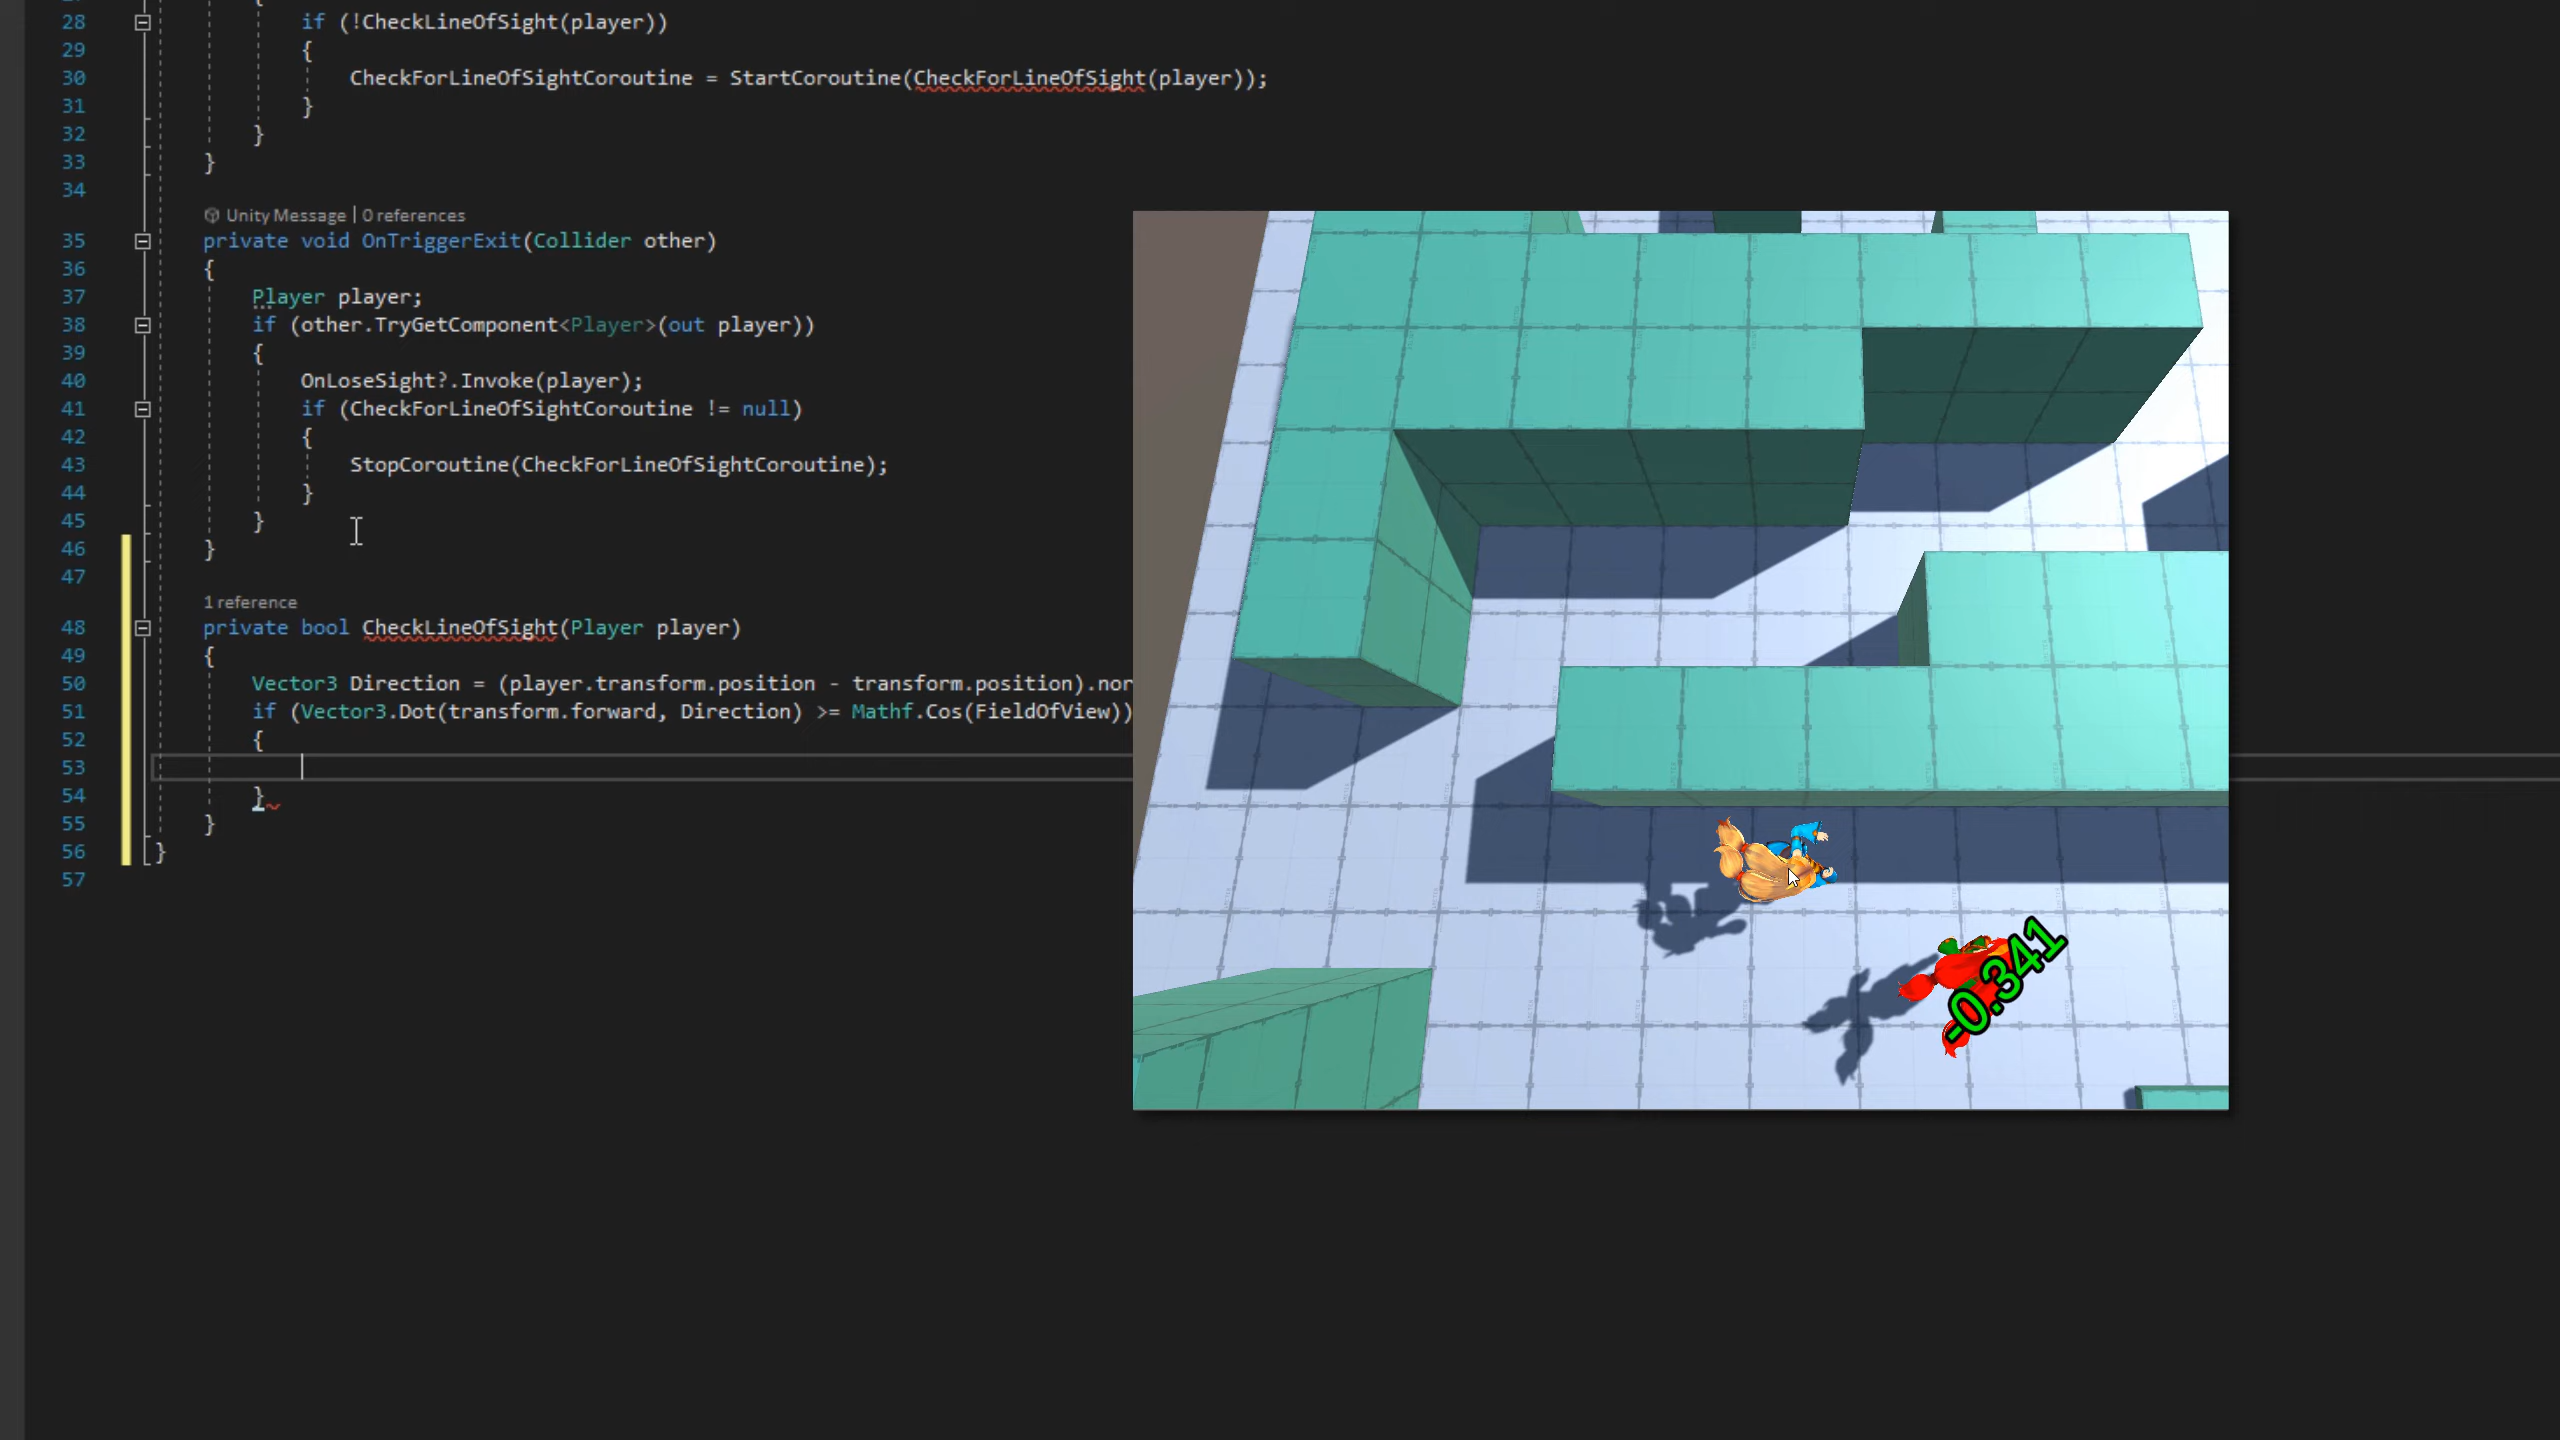 28 if (!CheckLineOfSight(player))
29 {
30 CheckForLineOfSightCoroutine = StartCoroutine(CheckForLineOfSight(player));
31 }
32 }
33 }
34
Unity Message | 0 references
35 private void OnTriggerExit(Collider other)
36 {
37 Player player;
38 if (other.TryGetComponent<Player>(out player))
39 {
40 OnLoseSight?.Invoke(player);
41 if (CheckForLineOfSightCoroutine != null)
42 {
43 StopCoroutine(CheckForLineOfSightCoroutine);
44 }
45 }
46 }
47
1 reference
48 private bool CheckLineOfSight(Player player)
49 {
50 Vector3 Direction = (player.transform.position - transform.position).nor
51 if (Vector3.Dot(transform.forward, Direction) >= Mathf.Cos(FieldOfView))
52 {
53
54 }
55 }
56 }
57
-0.341